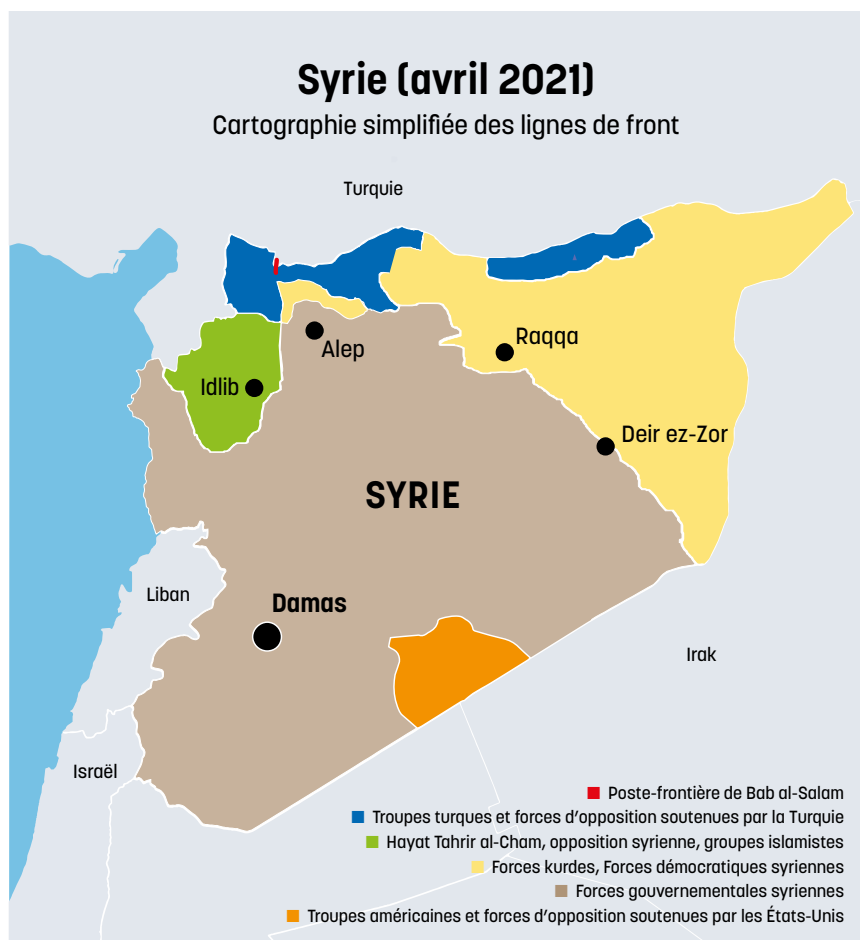 Syrie (avril 2021)
Cartographie simplifiée des lignes de front
Turquie
Alep
Raqqa
Idlib
Deir ez-Zor
SYRIE
Liban
Damas
Irak
Israël
Poste-frontière de Bab al-Salam
Troupes turques et forces d'opposition soutenues par la Turquie
Hayat Tahrir al-Cham, opposition syrienne, groupes islamistes
Forces kurdes, Forces démocratiques syriennes
Forces gouvernementales syriennes
Troupes américaines et forces d'opposition soutenues par les États-Unis